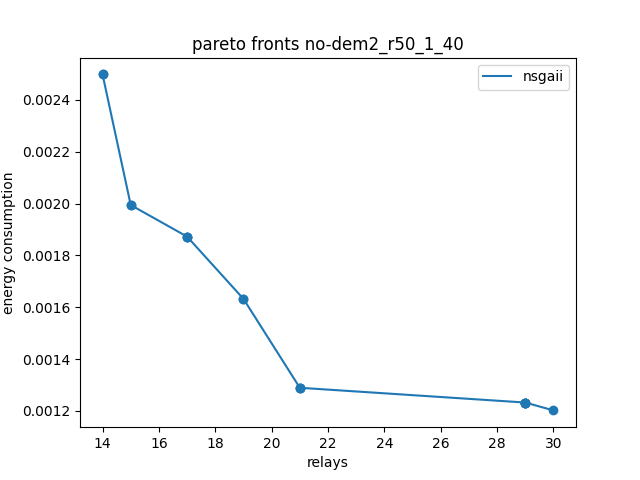 pareto fronts no-dem2_r50_1_40
nsgaii
energy consumption
0.0024
0.0022
0.0020
0.0018
0.0016
0.0014
0.0012
14 16 18 20 22 24 26 28 30
relays